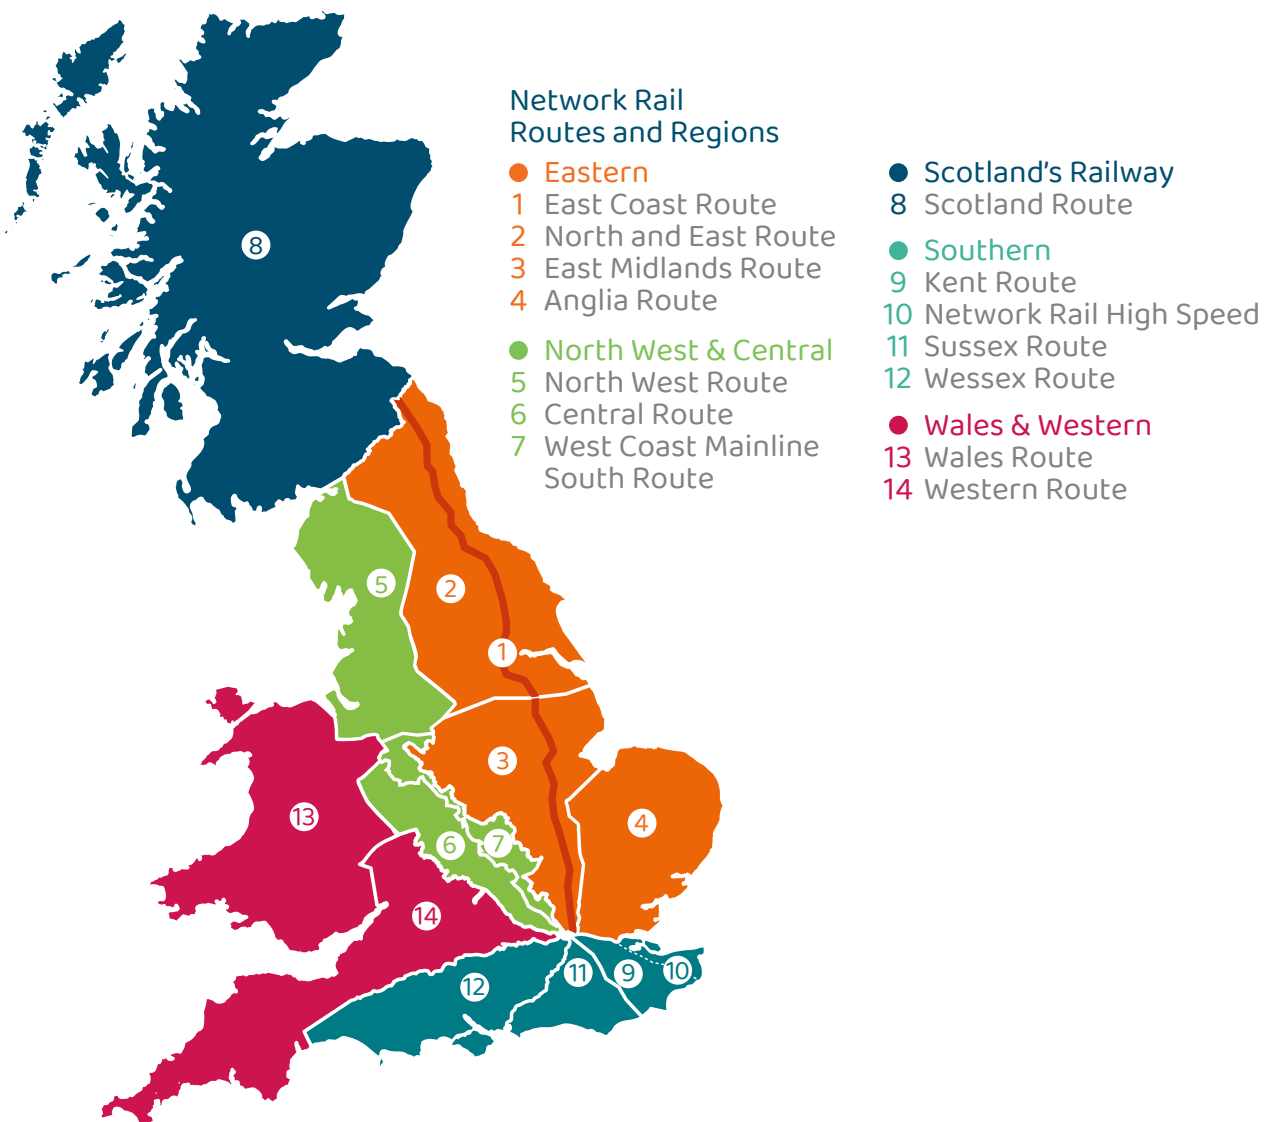 Network Rail
Routes and Regions
Eastern
1 East Coast Route
2 North and East Route
3 East Midlands Route
4 Anglia Route
North West & Central
5 North West Route
6 Central Route
7 West Coast Mainline
South Route
Scotland's Railway
8 Scotland Route
Southern
9 Kent Route
10 Network Rail High Speed
11 Sussex Route
12 Wessex Route
Wales & Western
13 Wales Route
14 Western Route
8
5
2
1
3
13
4
6
7
14
12
11
9
10